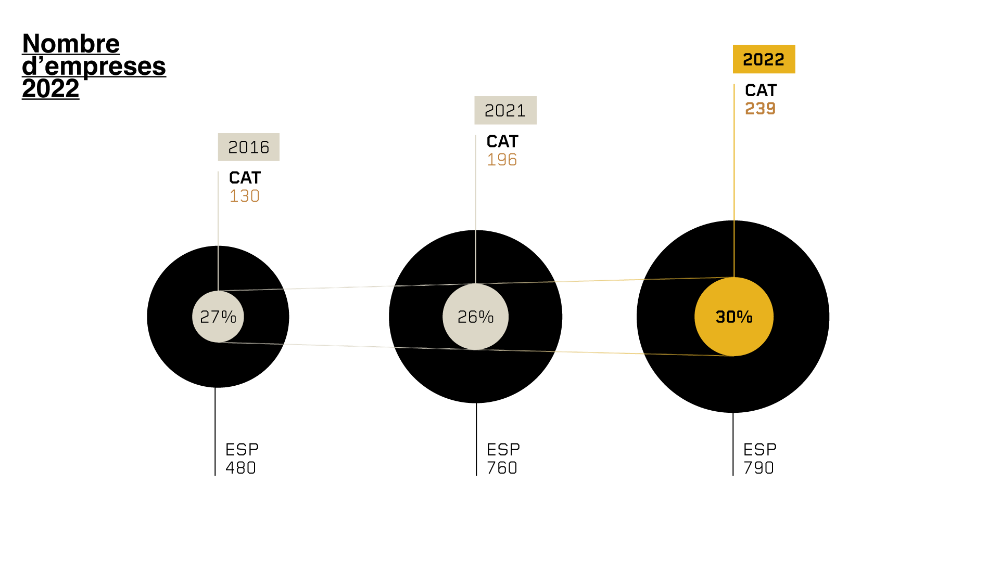 Nombre
d’empreses
2022
2016
CAT
130
27%
ESP
480
2021
CAT
196
26%
ESP
760
2022
CAT
239
30%
ESP
790